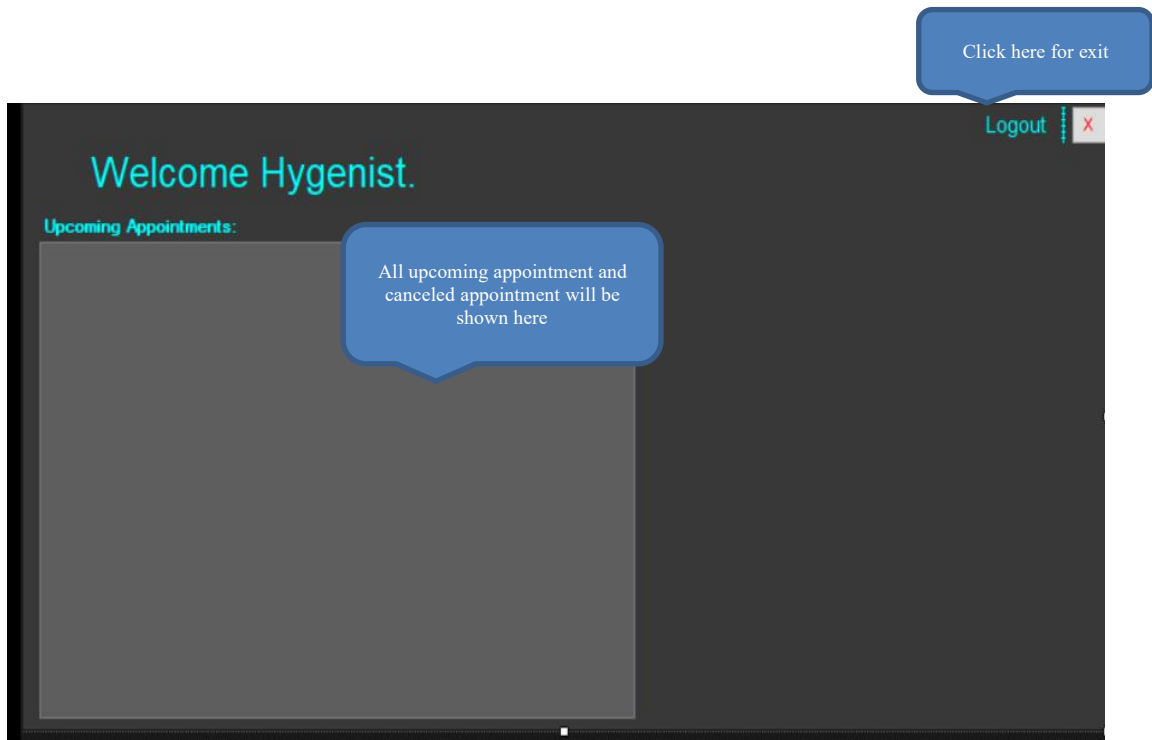 Click here for exit
Logout
X
Welcome Hygenist.
Upcoming Appointments:
All upcoming appointment and
canceled appointment will be
shown here